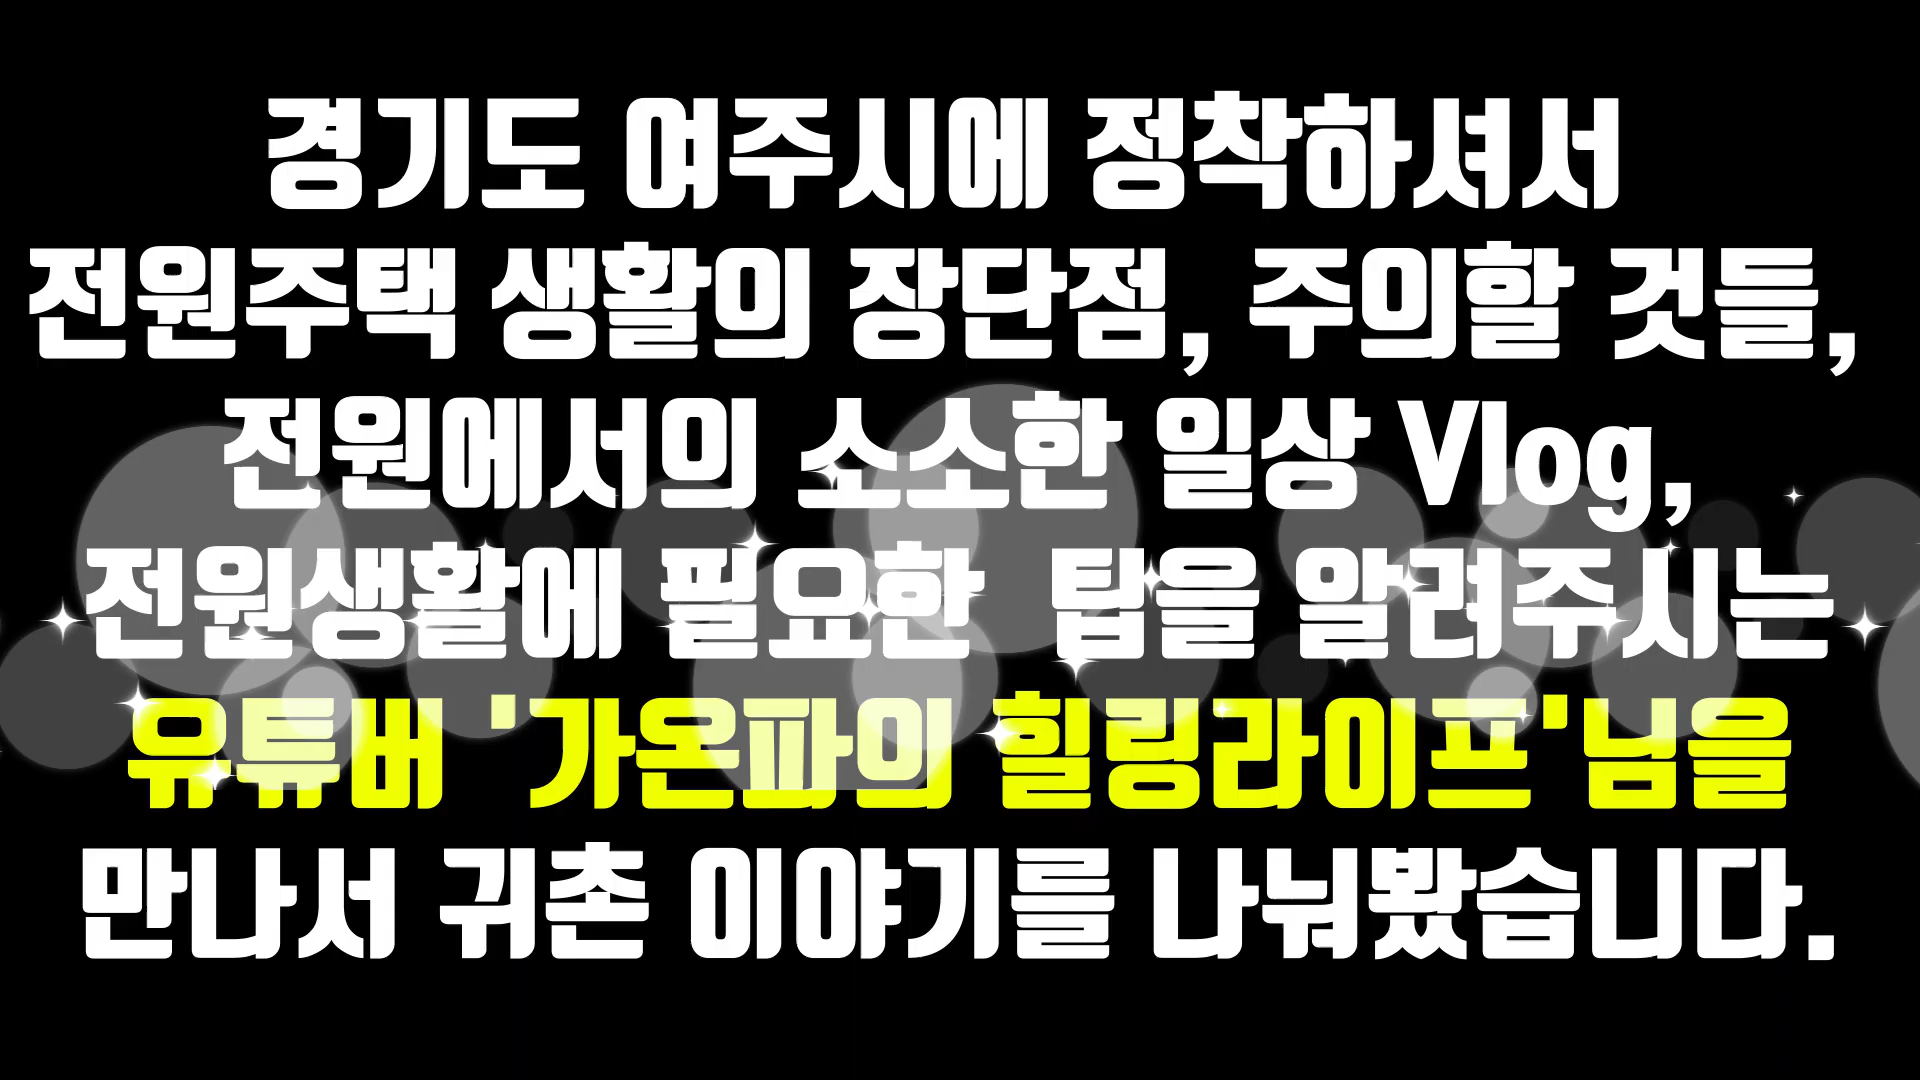 경기도 여주시에 정착하셔서
전원주택 생활의 장단점, 주의할 것들,
전원에서의 소소한 일상 Vlog,
전원생활에 필요한 팁을 알려주시는
유튜버 '가온파의 힐링라이프'님을
만나서 귀촌 이야기를 나눠봤습니다.